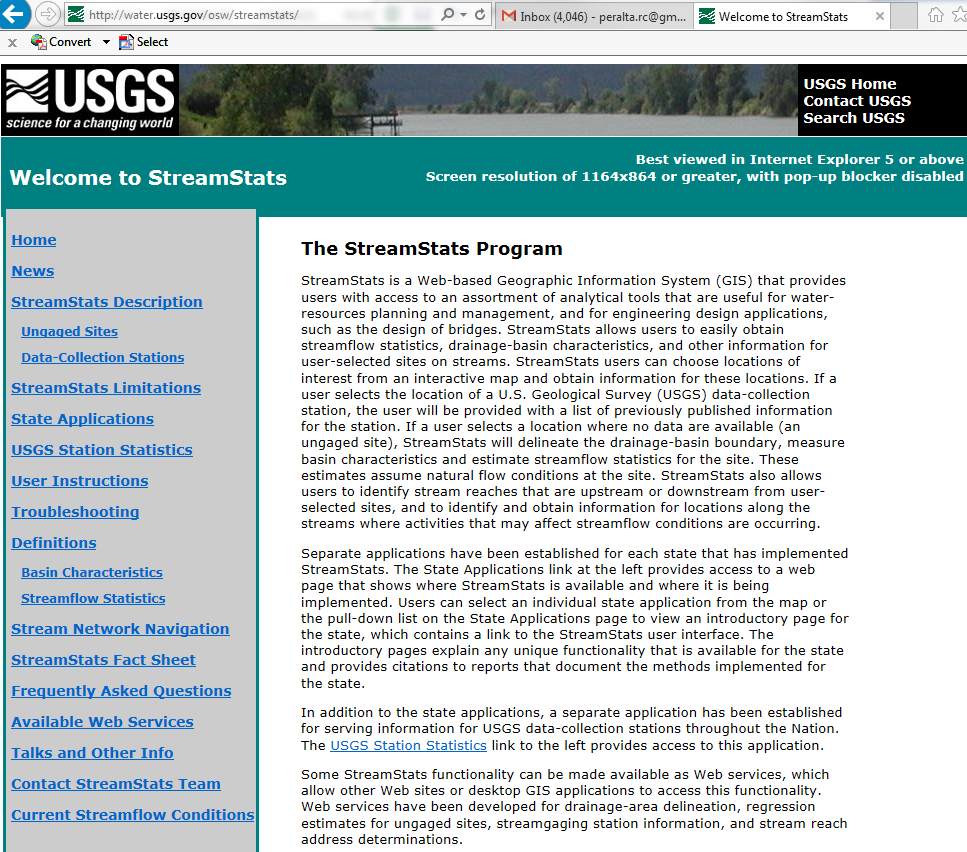 http://water.usgs.gov/osw/streamstats/
Inbox (4,046) - peralta.rc@gm...
Welcome to StreamStats
x Convert Select
USGS
science for a changing world
USGS Home
Contact USGS
Search USGS
Welcome to StreamStats
Best viewed in Internet Explorer 5 or above
Screen resolution of 1164x864 or greater, with pop-up blocker disabled
Home
News
StreamStats Description
Ungaged Sites
Data-Collection Stations
StreamStats Limitations
State Applications
USGS Station Statistics
User Instructions
Troubleshooting
Definitions
Basin Characteristics
Streamflow Statistics
Stream Network Navigation
StreamStats Fact Sheet
Frequently Asked Questions
Available Web Services
Talks and Other Info
Contact StreamStats Team
Current Streamflow Conditions
The StreamStats Program
StreamStats is a Web-based Geographic Information System (GIS) that provides
users with access to an assortment of analytical tools that are useful for water-
resources planning and management, and for engineering design applications,
such as the design of bridges. StreamStats allows users to easily obtain
streamflow statistics, drainage-basin characteristics, and other information for
user-selected sites on streams. StreamStats users can choose locations of
interest from an interactive map and obtain information for these locations. If a
user selects the location of a U.S. Geological Survey (USGS) data-collection
station, the user will be provided with a list of previously published information
for the station. If a user selects a location where no data are available (an
ungaged site), StreamStats will delineate the drainage-basin boundary, measure
basin characteristics and estimate streamflow statistics for the site. These
estimates assume natural flow conditions at the site. StreamStats also allows
users to identify stream reaches that are upstream or downstream from user-
selected sites, and to identify and obtain information for locations along the
streams where activities that may affect streamflow conditions are occurring.
Separate applications have been established for each state that has implemented
StreamStats. The State Applications link at the left provides access to a web
page that shows where StreamStats is available and where it is being
implemented. Users can select an individual state application from the map or
the pull-down list on the State Applications page to view an introductory page for
the state, which contains a link to the StreamStats user interface. The
introductory pages explain any unique functionality that is available for the state
and provides citations to reports that document the methods implemented for
the state.
In addition to the state applications, a separate application has been established
for serving information for USGS data-collection stations throughout the Nation.
The USGS Station Statistics link to the left provides access to this application.
Some StreamStats functionality can be made available as Web services, which
allow other Web sites or desktop GIS applications to access this functionality.
Web services have been developed for drainage-area delineation, regression
estimates for ungaged sites, streamgaging station information, and stream reach
address determinations.